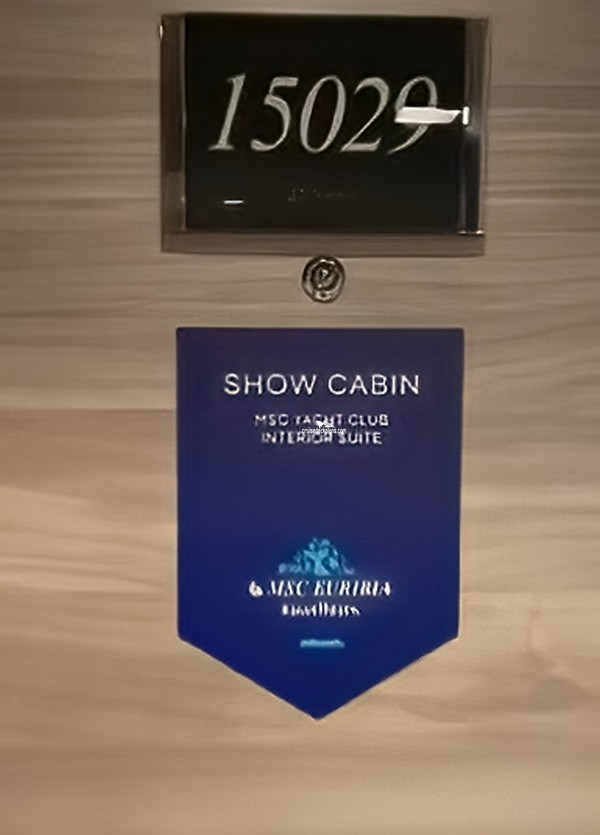 15029
SHOW CABIN
MSC YACHT CLUB
INTERIOR SUITE
MSC EURIBIA